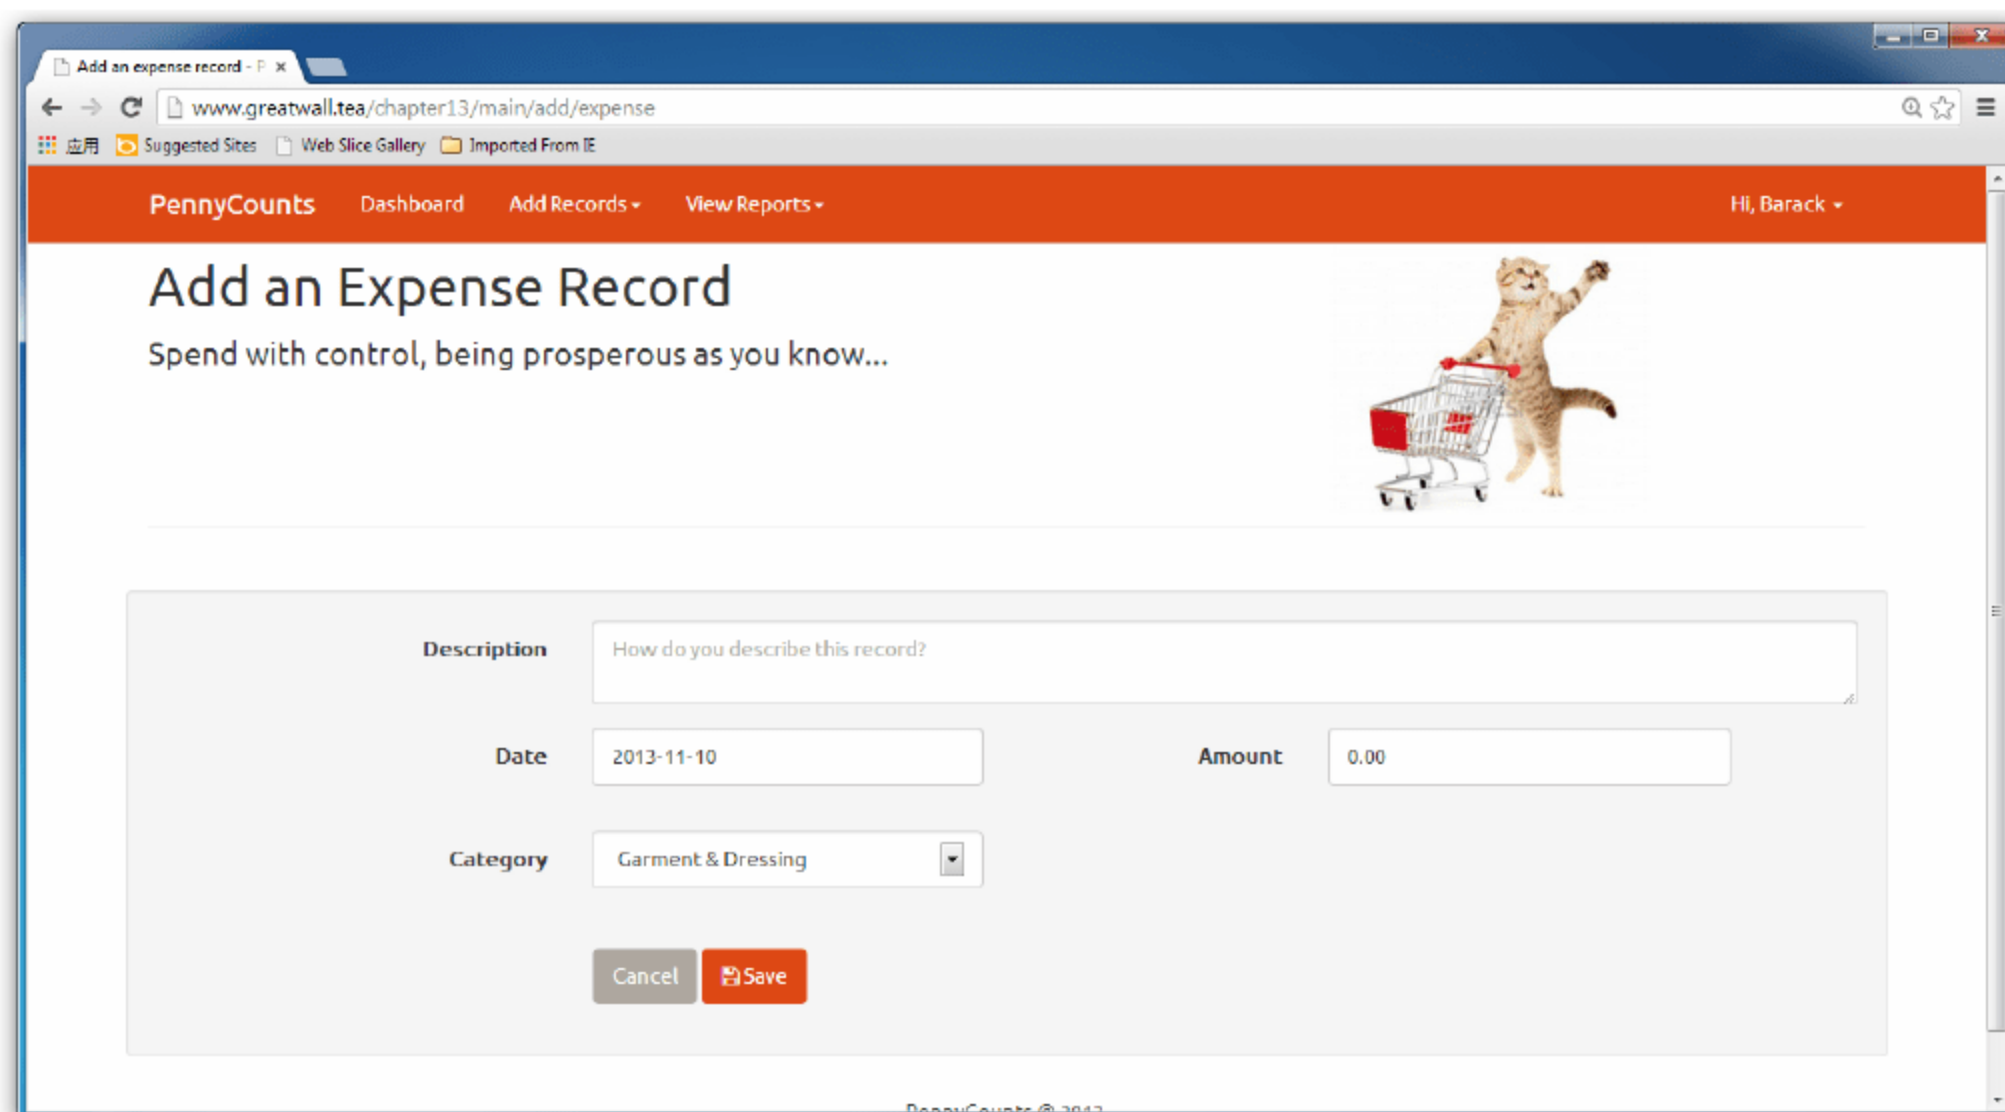 Add an expense record - P
www.greatwall.tea/chapter13/main/add/expense
应用 Suggested Sites Web Slice Gallery Imported From IE
PennyCounts Dashboard Add Records View Reports Hi, Barack
Add an Expense Record
Spend with control, being prosperous as you know...
Description How do you describe this record?
Date 2013-11-10 Amount 0.00
Category Garment & Dressing
Cancel Save
PennyCounts @ 2013